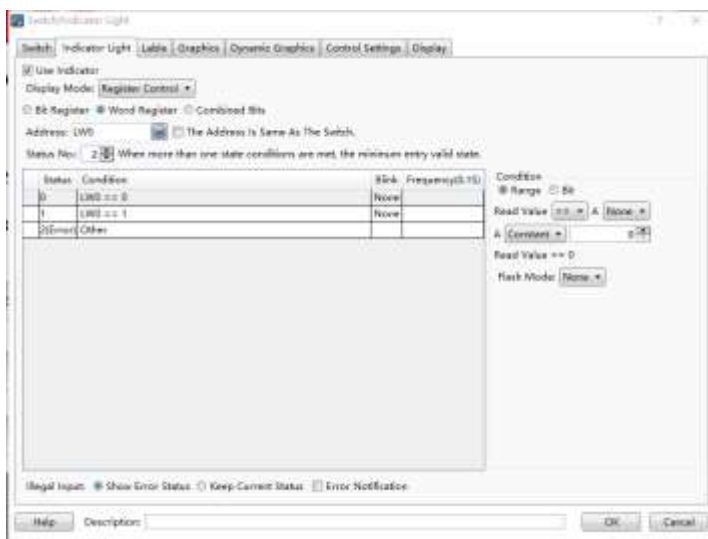 Switch/Indicator Light
Switch Indicator Light Lable Graphics Dynamic Graphics Control Settings Display
Use Indicator
Display Mode: Register Control
Bit Register Word Register Combined Bits
Address: LW0 The Address Is Same As The Switch.
Status No: 2 When more than one state conditions are met, the minimum entry valid state.
Status Condition Blink Frequency(0.1S)
0 LW0 == 0 None
1 LW0 == 1 None
2(Error) Other
Condition
Range Bit
Read Value == A None
A Constant 0
Read Value == 0
Flash Mode: None
Illegal Input: Show Error Status Keep Current Status Error Notification
Help Description: OK Cancel